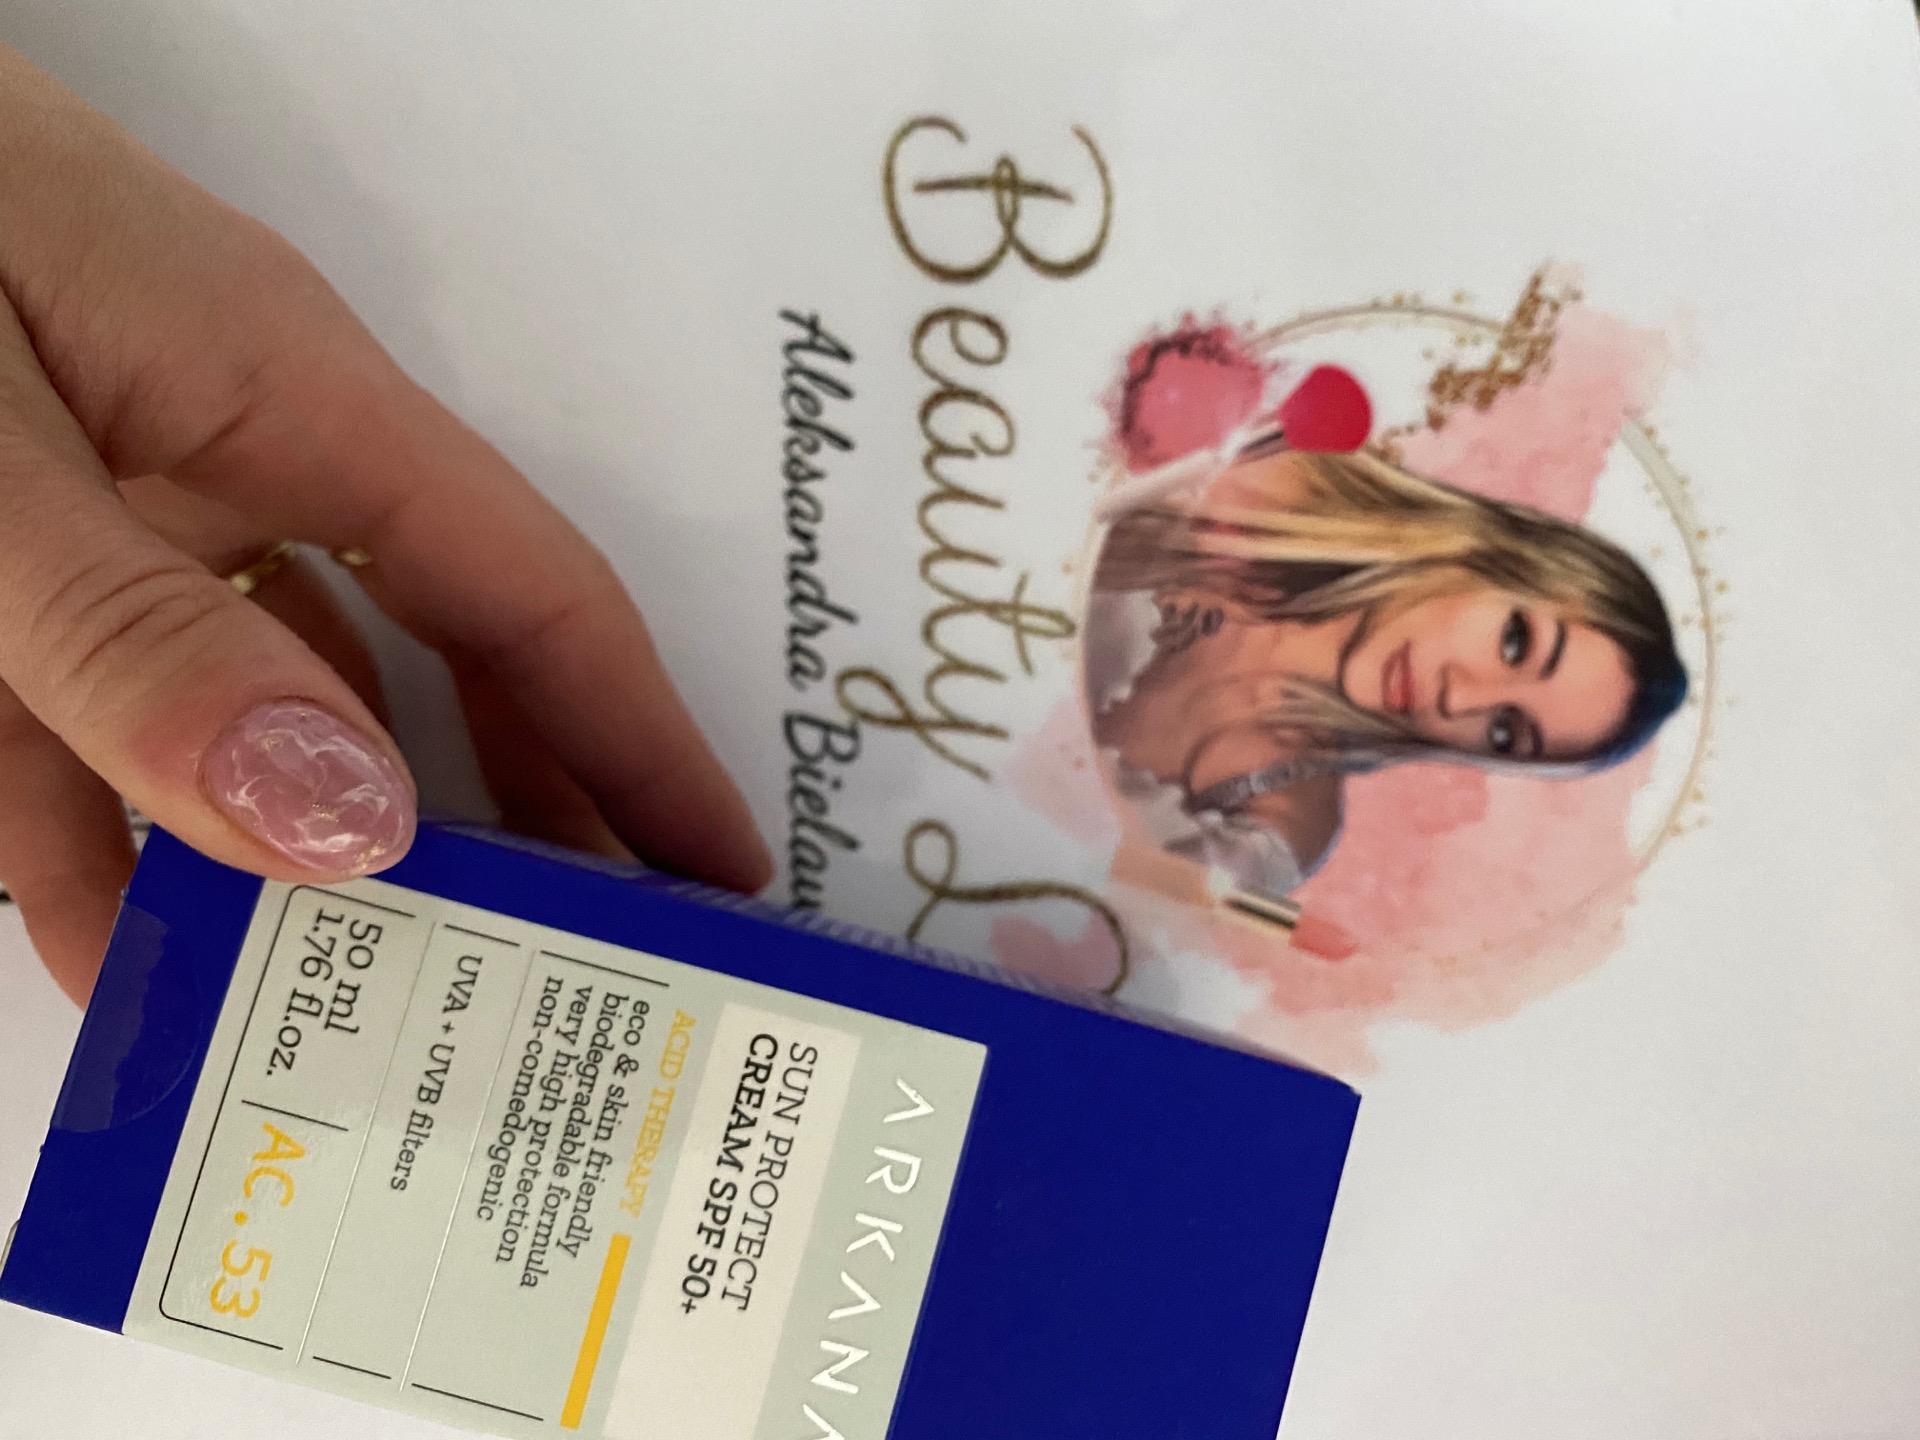 Beauty
Aleksandra
ARKANA
SUN PROTECT
CREAM SPF 50+
ACID THERAPY
eco & skin friendly
biodegradable formula
very high protection
non-comedogenic
UVA + UVB filters
50 ml
1.76 fl.oz.
AC.53